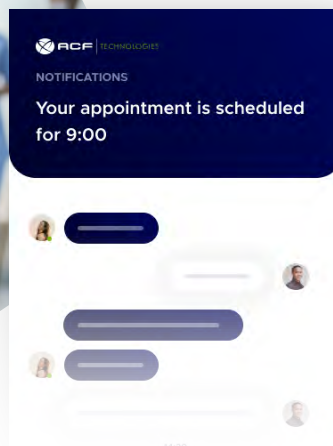 ACF TECHNOLOGIES
NOTIFICATIONS
Your appointment is scheduled
for 9:00